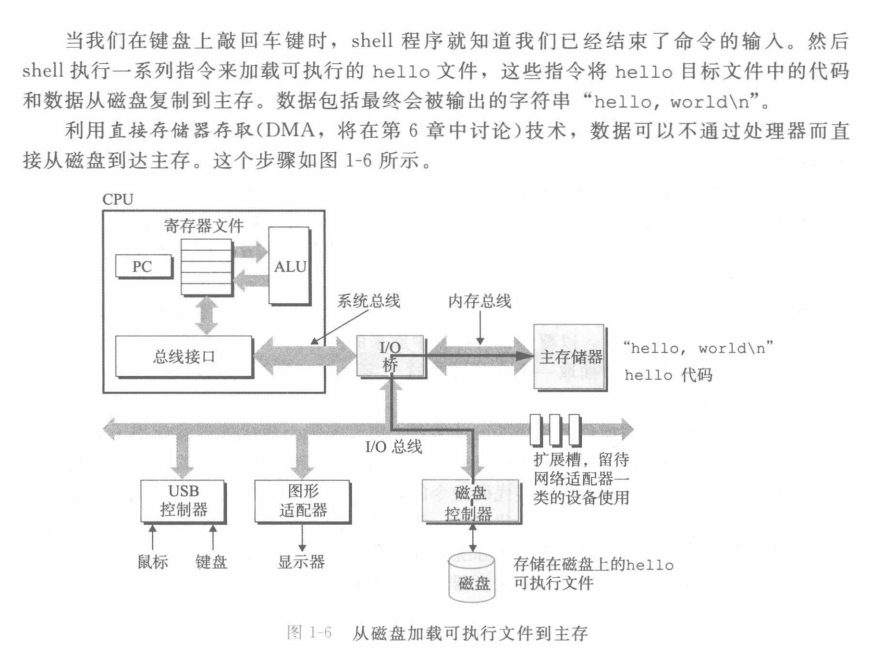 当我们在键盘上敲回车键时，shell 程序就知道我们已经结束了命令的输入。然后
shell 执行一系列指令来加载可执行的 hello 文件，这些指令将 hello 目标文件中的代码
和数据从磁盘复制到主存。数据包括最终会被输出的字符串“hello, world\n”。
利用直接存储器存取(DMA，将在第 6 章中讨论)技术，数据可以不通过处理器而直
接从磁盘到达主存。这个步骤如图 1-6 所示。
CPU
寄存器文件
PC
ALU
系统总线
内存总线
总线接口
I/O
桥
主存储器
“hello, world\n”
hello 代码
I/O 总线
扩展槽，留待
网络适配器一
类的设备使用
USB
控制器
图形
适配器
磁盘
控制器
鼠标
键盘
显示器
磁盘
存储在磁盘上的hello
可执行文件
图 1-6 从磁盘加载可执行文件到主存